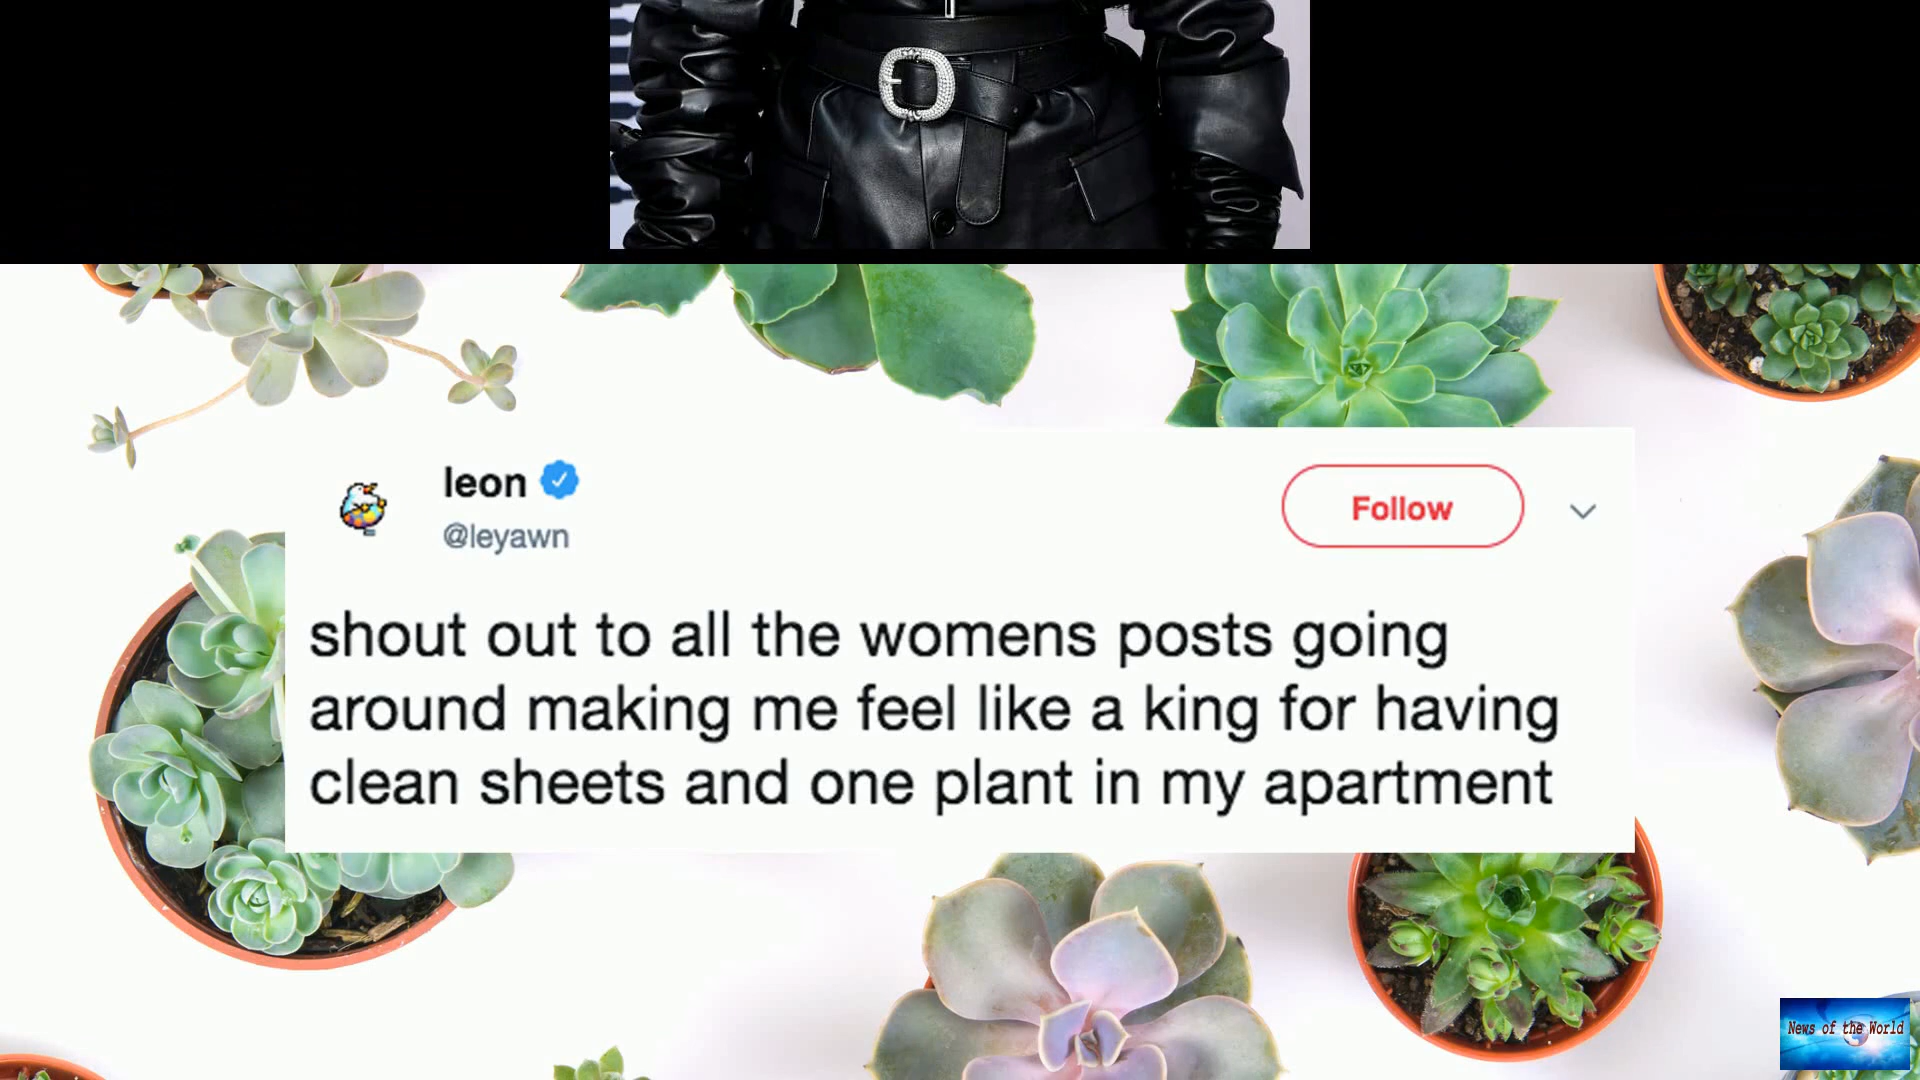 leon
@leyawn
Follow
shout out to all the womens posts going
around making me feel like a king for having
clean sheets and one plant in my apartment
News of the World